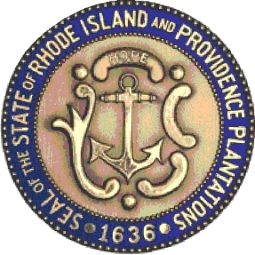 SEAL OF THE STATE OF RHODE ISLAND AND PROVIDENCE PLANTATIONS
HOPE
• 1636 •